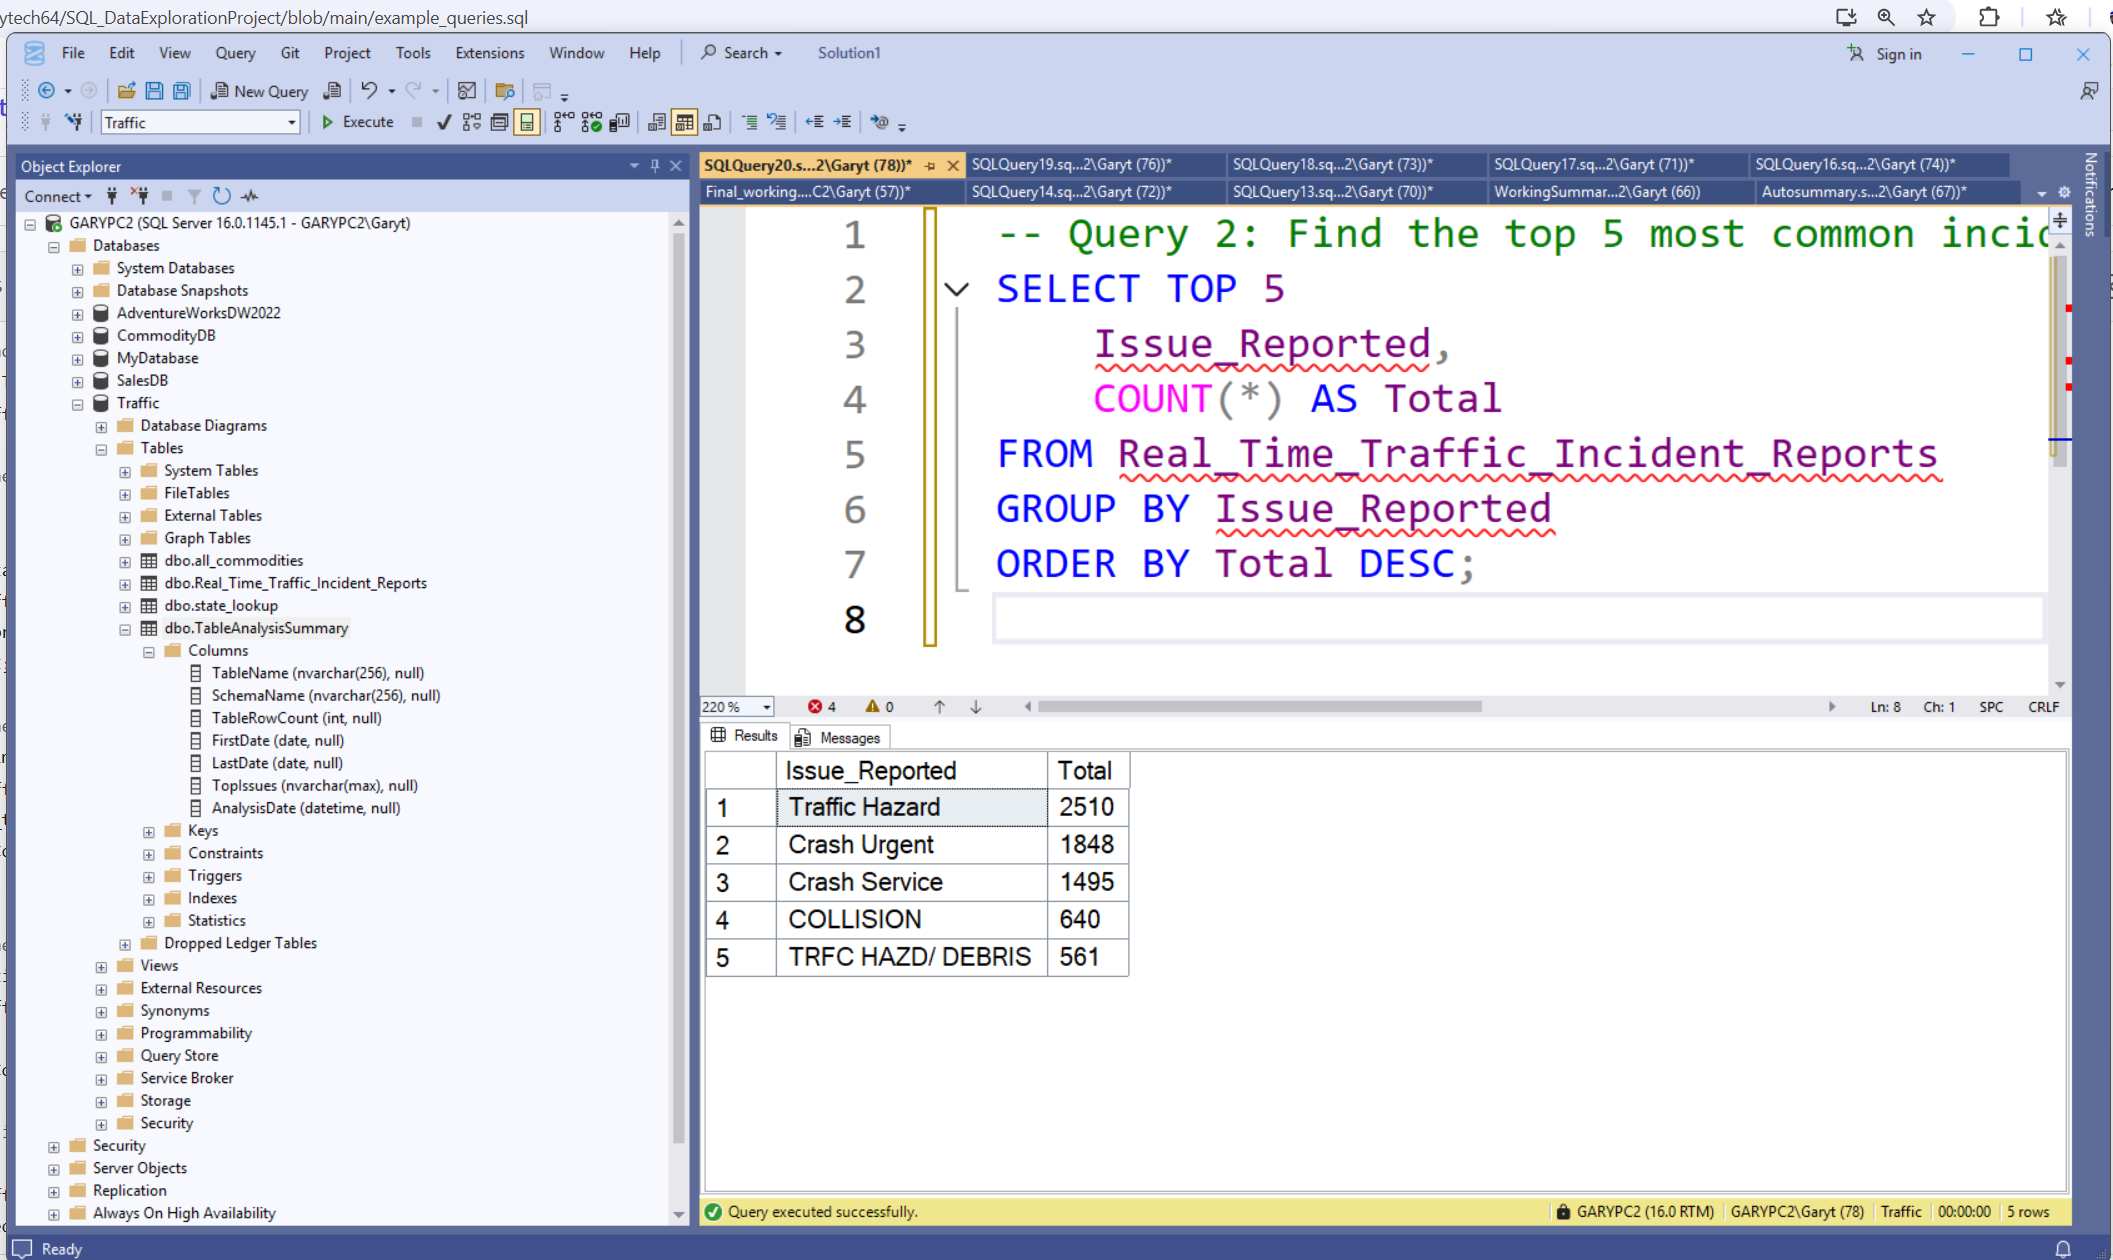 ytech64/SQL_DataExplorationProject/blob/main/example_queries.sql
File Edit View Query Git Project Tools Extensions Window Help Search Solution1 Sign in
New Query
Traffic Execute
Object Explorer
Connect
GARYPC2 (SQL Server 16.0.1145.1 - GARYPC2\Garyt)
Databases
System Databases
Database Snapshots
AdventureWorksDW2022
CommodityDB
MyDatabase
SalesDB
Traffic
Database Diagrams
Tables
System Tables
FileTables
External Tables
Graph Tables
dbo.all_commodities
dbo.Real_Time_Traffic_Incident_Reports
dbo.state_lookup
dbo.TableAnalysisSummary
Columns
TableName (nvarchar(256), null)
SchemaName (nvarchar(256), null)
TableRowCount (int, null)
FirstDate (date, null)
LastDate (date, null)
TopIssues (nvarchar(max), null)
AnalysisDate (datetime, null)
Keys
Constraints
Triggers
Indexes
Statistics
Dropped Ledger Tables
Views
External Resources
Synonyms
Programmability
Query Store
Service Broker
Storage
Security
Security
Server Objects
Replication
Always On High Availability
SQLQuery20.s...2\Garyt (78))* SQLQuery19.sq...2\Garyt (76))* SQLQuery18.sq...2\Garyt (73))* SQLQuery17.sq...2\Garyt (71))* SQLQuery16.sq...2\Garyt (74))*
Final_working....C2\Garyt (57))* SQLQuery14.sq...2\Garyt (72))* SQLQuery13.sq...2\Garyt (70))* WorkingSummar...2\Garyt (66)) Autosummary.s...2\Garyt (67))*
1 -- Query 2: Find the top 5 most common incid
2 SELECT TOP 5
3 Issue_Reported,
4 COUNT(*) AS Total
5 FROM Real_Time_Traffic_Incident_Reports
6 GROUP BY Issue_Reported
7 ORDER BY Total DESC;
8
220 % 4 0 Ln: 8 Ch: 1 SPC CRLF
Results Messages
Issue_Reported Total
1 Traffic Hazard 2510
2 Crash Urgent 1848
3 Crash Service 1495
4 COLLISION 640
5 TRFC HAZD/ DEBRIS 561
Query executed successfully. GARYPC2 (16.0 RTM) GARYPC2\Garyt (78) Traffic 00:00:00 5 rows
Notifications
Ready